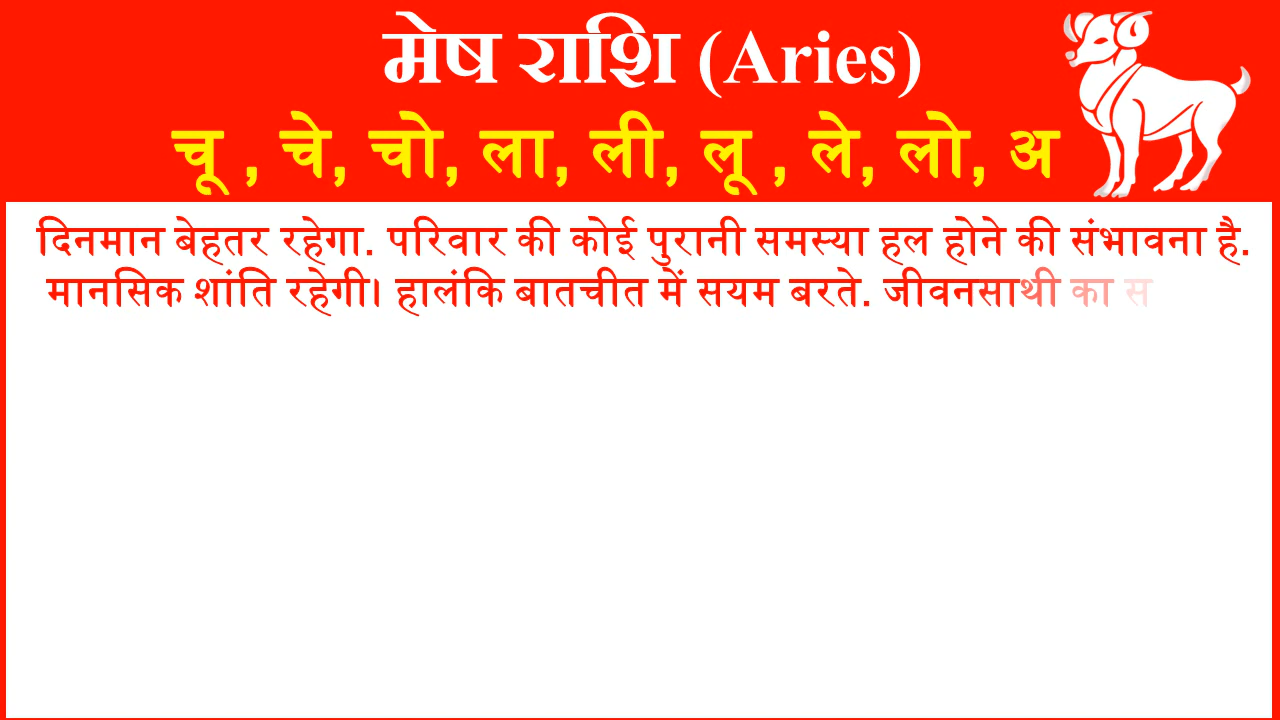 मेष राशि (Aries)
चू , चे, चो, ला, ली, लू , ले, लो, अ
दिनमान बेहतर रहेगा. परिवार की कोई पुरानी समस्या हल होने की संभावना है.
मानसिक शांति रहेगी। हालंकि बातचीत में सयम बरते. जीवनसाथी का स